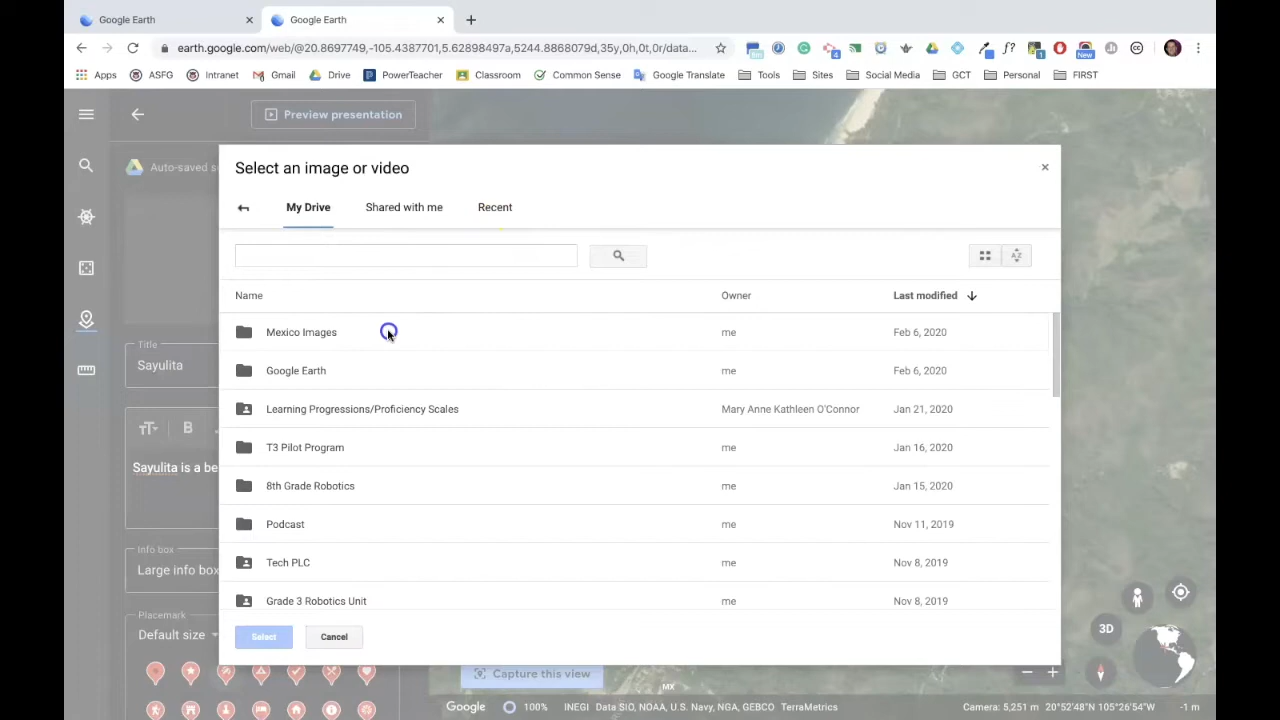 Google Earth
Google Earth
earth.google.com/web/@20.8697749,-105.4387701,5.62898497a,5244.8868079d,35y,0h,0t,0r/data...
Apps ASFG Intranet Gmail Drive PowerTeacher Classroom Common Sense Google Translate Tools Sites Social Media GCT Personal FIRST
New
4
1
Preview presentation
Auto-saved
Select an image or video
My Drive Shared with me Recent
Name Owner Last modified
Mexico Images me Feb 6, 2020
Google Earth me Feb 6, 2020
Learning Progressions/Proficiency Scales Mary Anne Kathleen O'Connor Jan 21, 2020
T3 Pilot Program me Jan 16, 2020
8th Grade Robotics me Jan 15, 2020
Podcast me Nov 11, 2019
Tech PLC me Nov 8, 2019
Grade 3 Robotics Unit me Nov 8, 2019
Select Cancel
Title
Sayulita
B
Sayulita is a be
Info box
Large info box
Placemark
Default size
3D
Capture this view
MX
Google 100% INEGI Data SIO, NOAA, U.S. Navy, NGA, GEBCO TerraMetrics Camera: 5,251 m 20°52'48"N 105°26'54"W -1 m